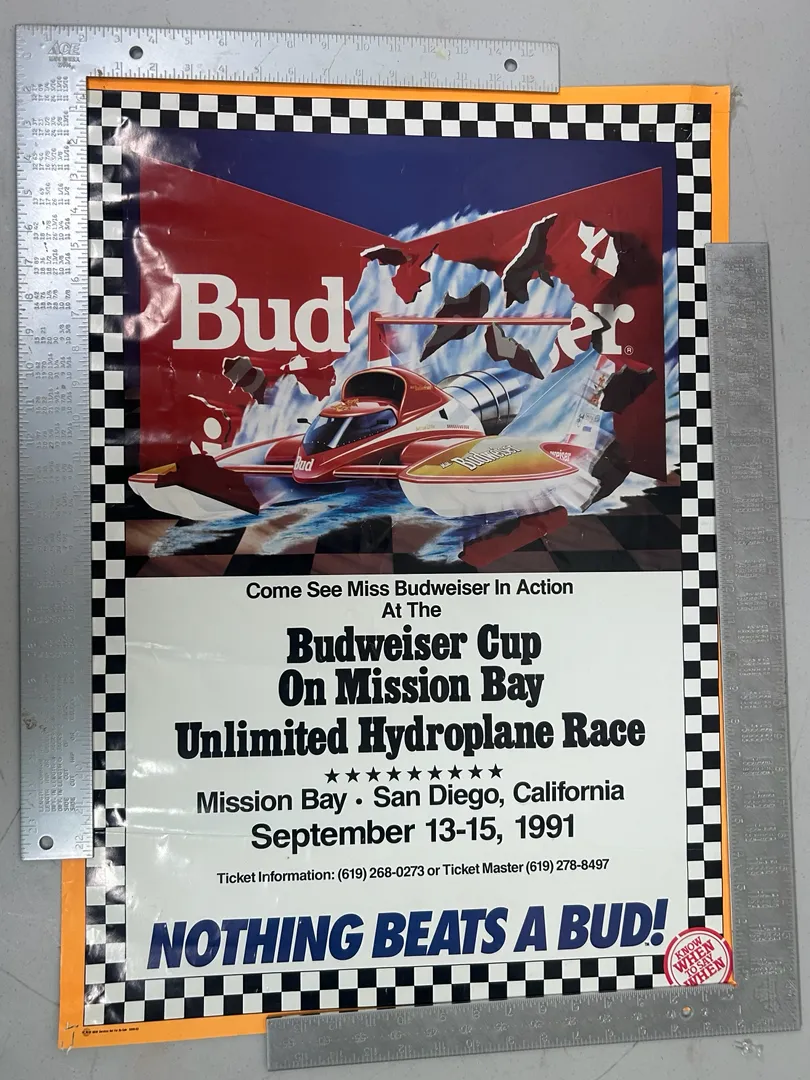 ACE
Bud er®
Bud
Budweiser
Come See Miss Budweiser In Action
At The
Budweiser Cup
On Mission Bay
Unlimited Hydroplane Race
★★★★★★★★★
Mission Bay • San Diego, California
September 13-15, 1991
Ticket Information: (619) 268-0273 or Ticket Master (619) 278-8497
NOTHING BEATS A BUD!
KNOW
WHEN
TO SAY
WHEN